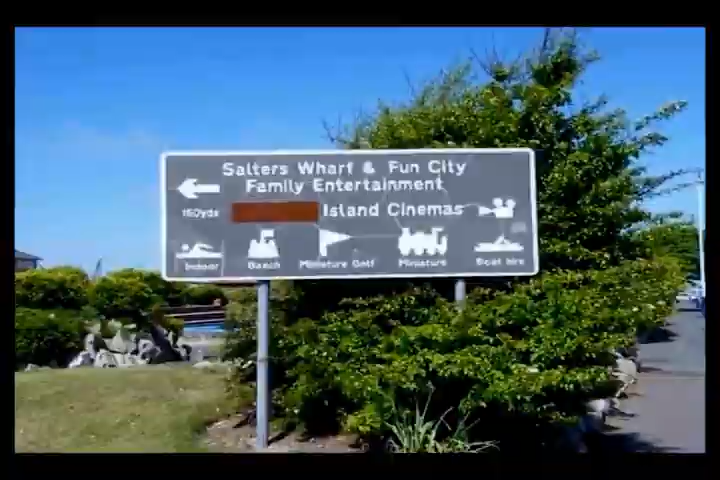 Salters Wharf & Fun City
Family Entertainment
150yds
Island Cinemas
Indoor
Beach
Miniature Golf
Miniature
Boat hire